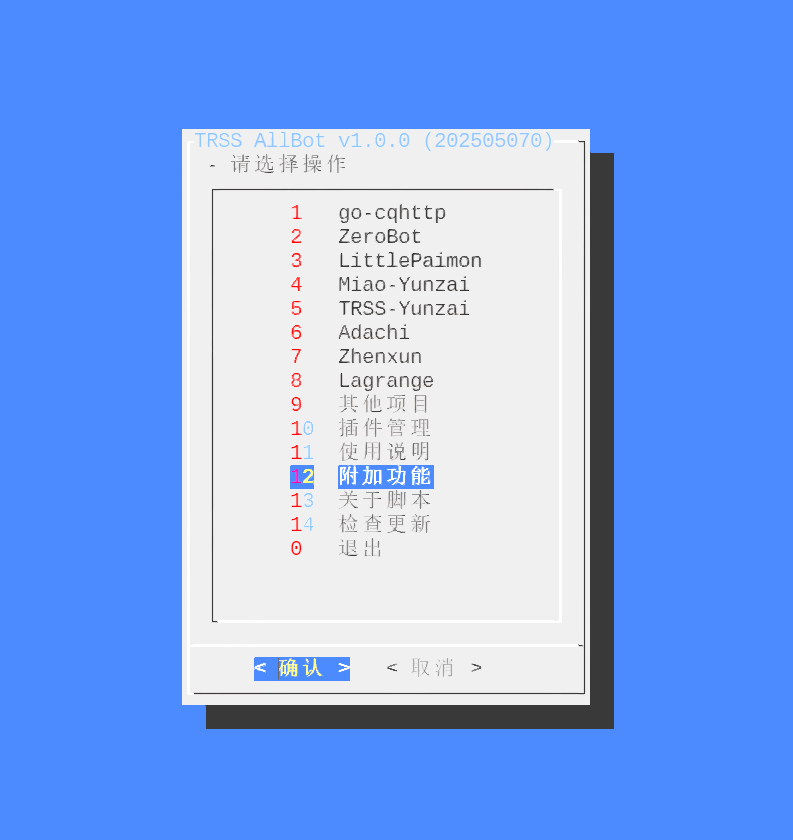 TRSS AllBot v1.0.0 (202505070)
- 请选择操作
1 go-cqhttp
2 ZeroBot
3 LittlePaimon
4 Miao-Yunzai
5 TRSS-Yunzai
6 Adachi
7 Zhenxun
8 Lagrange
9 其他项目
10 插件管理
11 使用说明
12 附加功能
13 关于脚本
14 检查更新
0 退出
< 确认 > < 取消 >